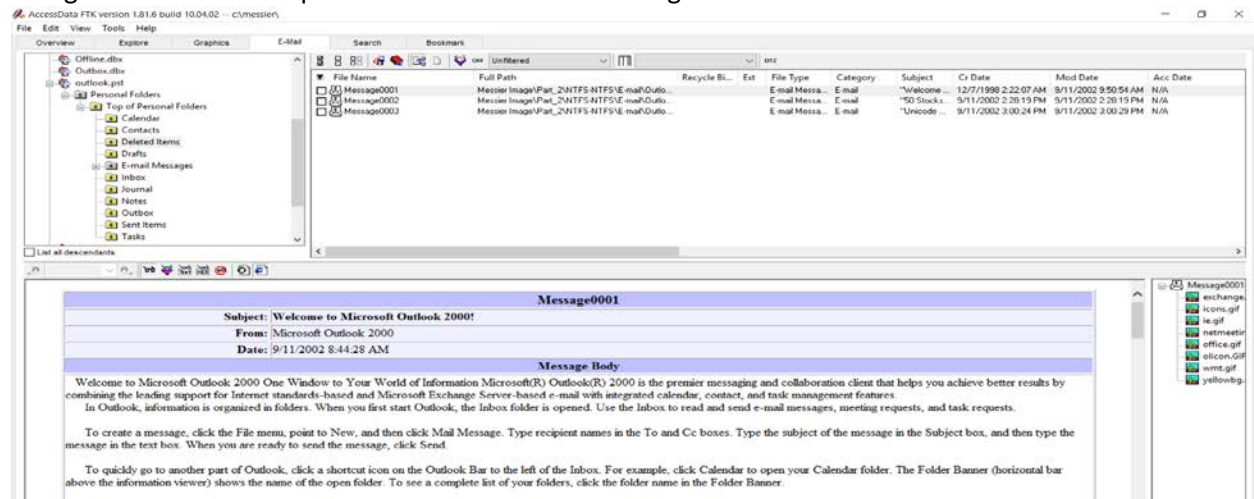 AccessData FTK version 1.81.6 build 10.04.02 -- c:\messier\
File Edit View Tools Help
Overview Explore Graphics E-Mail Search Bookmark
Offline.dbx
Outbox.dbx
outlook.pst
Personal Folders
Top of Personal Folders
Calendar
Contacts
Deleted Items
Drafts
E-mail Messages
Inbox
Journal
Notes
Outbox
Sent Items
Tasks
List all descendants
OFF Unfiltered DTZ
File Name Full Path Recycle Bi... Ext File Type Category Subject Cr Date Mod Date Acc Date
Message0001 Messier Image\Part_2\NTFS-NTFS\E-mail\Outlo... E-mail Messa... E-mail "Welcome ... 12/7/1998 2:22:07 AM 9/11/2002 9:50:54 AM N/A
Message0002 Messier Image\Part_2\NTFS-NTFS\E-mail\Outlo... E-mail Messa... E-mail "50 Stocks... 9/11/2002 2:28:19 PM 9/11/2002 2:28:19 PM N/A
Message0003 Messier Image\Part_2\NTFS-NTFS\E-mail\Outlo... E-mail Messa... E-mail "Unicode ... 9/11/2002 3:00:24 PM 9/11/2002 3:00:29 PM N/A
Message0001
Subject: Welcome to Microsoft Outlook 2000!
From: Microsoft Outlook 2000
Date: 9/11/2002 8:44:28 AM
Message Body
Welcome to Microsoft Outlook 2000 One Window to Your World of Information Microsoft(R) Outlook(R) 2000 is the premier messaging and collaboration client that helps you achieve better results by
combining the leading support for Internet standards-based and Microsoft Exchange Server-based e-mail with integrated calendar, contact, and task management features.
In Outlook, information is organized in folders. When you first start Outlook, the Inbox folder is opened. Use the Inbox to read and send e-mail messages, meeting requests, and task requests.
To create a message, click the File menu, point to New, and then click Mail Message. Type recipient names in the To and Cc boxes. Type the subject of the message in the Subject box, and then type the
message in the text box. When you are ready to send the message, click Send.
To quickly go to another part of Outlook, click a shortcut icon on the Outlook Bar to the left of the Inbox. For example, click Calendar to open your Calendar folder. The Folder Banner (horizontal bar
above the information viewer) shows the name of the open folder. To see a complete list of your folders, click the folder name in the Folder Banner.
Message0001
exchange.
icons.gif
ie.gif
netmeetin
office.gif
olicon.GIF
wmt.gif
yellowbg.